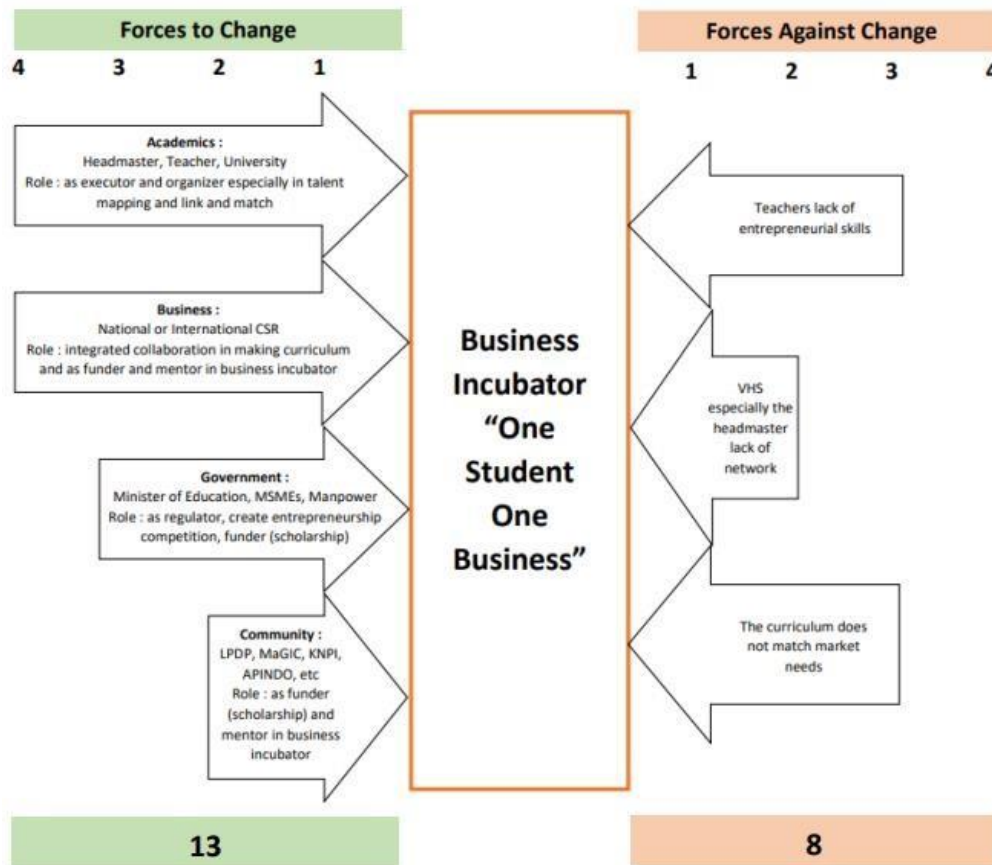 Forces to Change
4 3 2 1
Academics :
Headmaster, Teacher, University
Role : as executor and organizer especially in talent
mapping and link and match
Business :
National or International CSR
Role : integrated collaboration in making curriculum
and as funder and mentor in business incubator
Government :
Minister of Education, MSMEs, Manpower
Role : as regulator, create entrepreneurship
competition, funder (scholarship)
Community :
LPDP, MaGIC, KNPI,
APINDO, etc
Role : as funder
(scholarship) and
mentor in business
incubator
13
Business
Incubator
“One
Student
One
Business”
Forces Against Change
1 2 3 4
Teachers lack of
entrepreneurial skills
VHS
especially the
headmaster
lack of
network
The curriculum does
not match market
needs
8